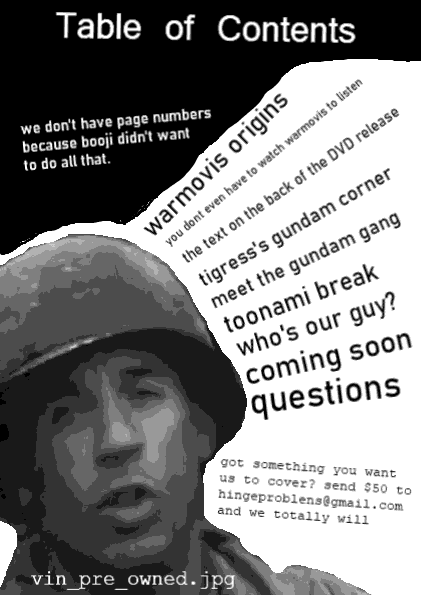 Table of Contents
we don't have page numbers
because booji didn't want
to do all that.
warmovis origins
you dont even have to watch warmovis to listen
the text on the back of the DVD release
tigress's gundam corner
meet the gundam gang
toonami break
who's our guy?
coming soon
questions
got something you want
us to cover? send $50 to
hingeproblens@gmail.com
and we totally will
vin_pre_owned.jpg